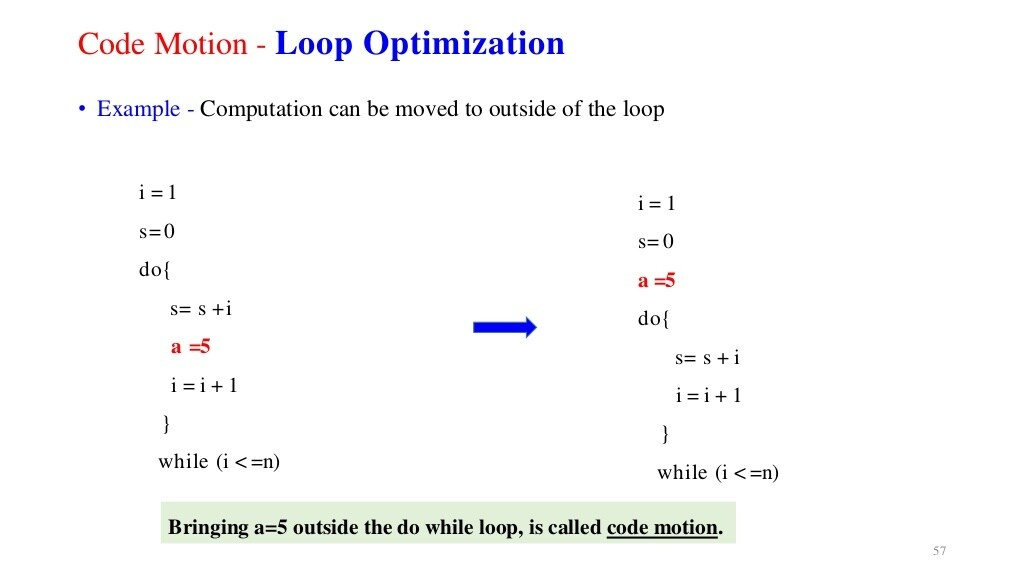 Code Motion - Loop Optimization
• Example - Computation can be moved to outside of the loop
i = 1
s=0
do{
s= s +i
a =5
i = i + 1
}
while (i <=n)
i = 1
s= 0
a =5
do{
s= s + i
i = i + 1
}
while (i <=n)
Bringing a=5 outside the do while loop, is called code motion.
57